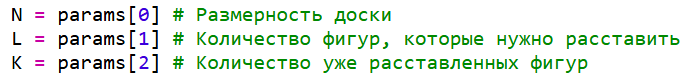 N = params[0] # Размерность доски
L = params[1] # Количество фигур, которые нужно расставить
K = params[2] # Количество уже расставленных фигур